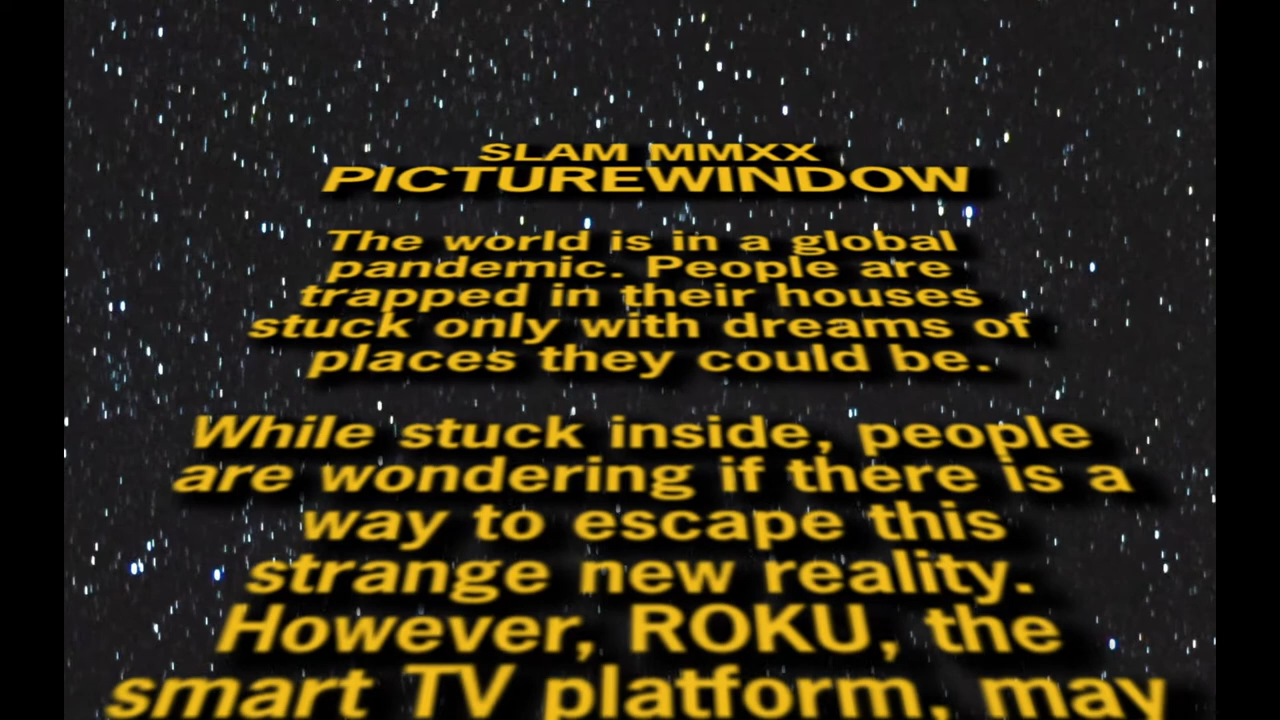 SLAM MMXX
PICTUREWINDOW
The world is in a global
pandemic. People are
trapped in their houses
stuck only with dreams of
places they could be.
While stuck inside, people
are wondering if there is a
way to escape this
strange new reality.
However, ROKU, the
smart TV platform, may